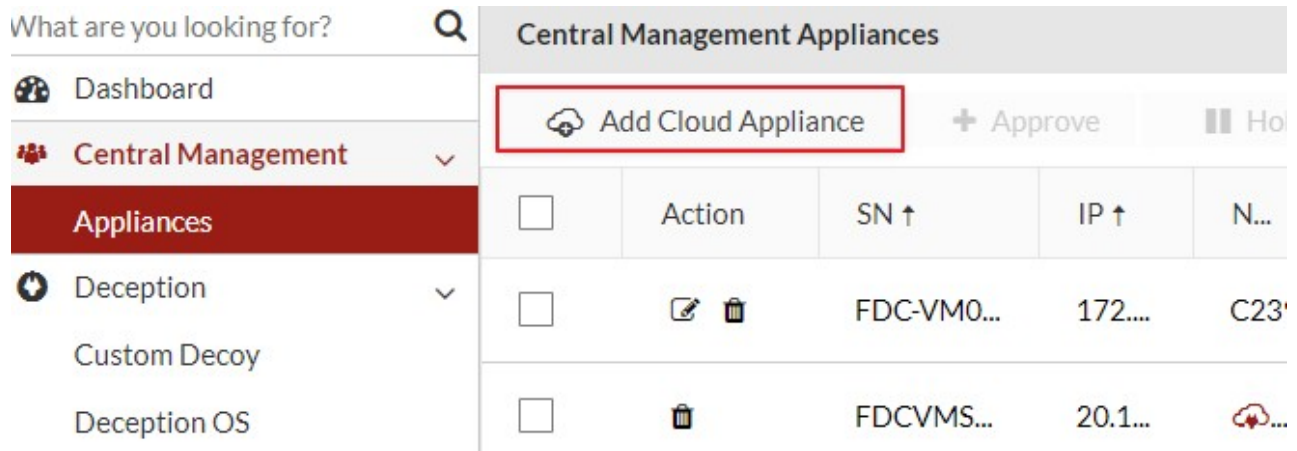 What are you looking for?
Dashboard
Central Management
Appliances
Deception
Custom Decoy
Deception OS
Central Management Appliances
Add Cloud Appliance + Approve Hol
Action SN ↑ IP ↑ N...
FDC-VM0... 172.... C239
FDCVMS... 20.1... ...